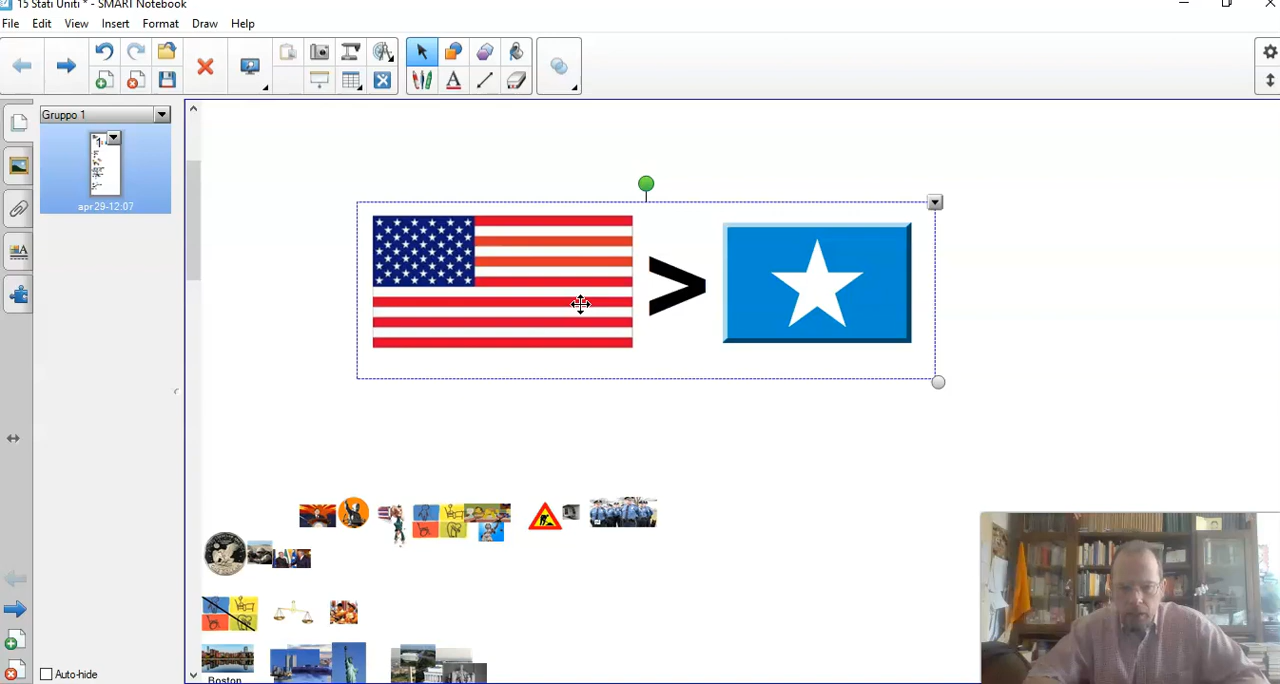 15 Stati Uniti * - SMART Notebook
File Edit View Insert Format Draw Help
Gruppo 1
apr29-12:07
>
Boston
Auto-hide